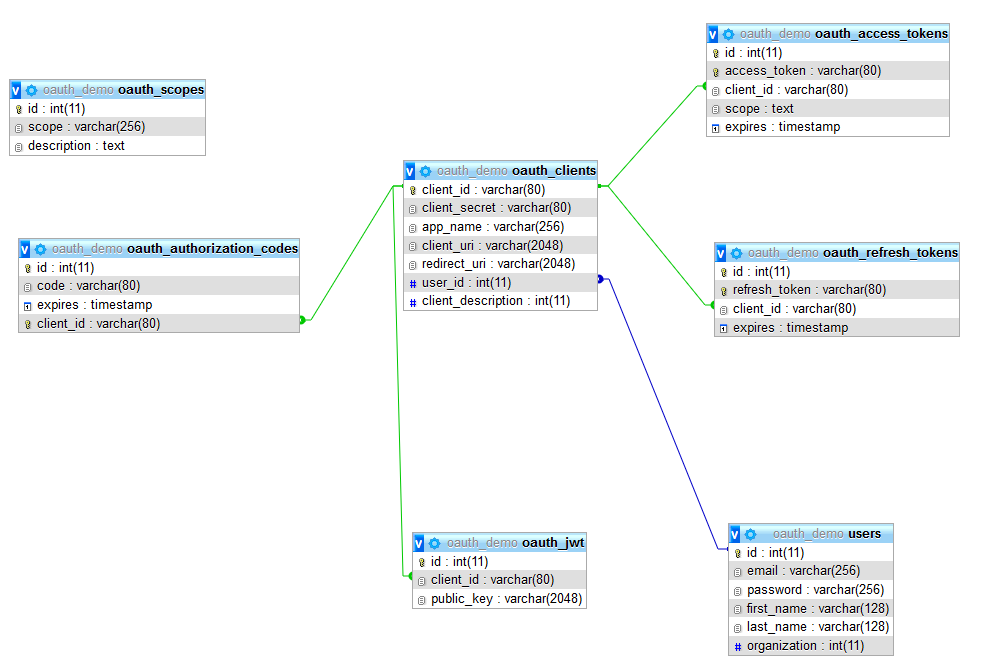 v oauth_demo oauth_scopes
id : int(11)
scope : varchar(256)
description : text
v oauth_demo oauth_authorization_codes
id : int(11)
code : varchar(80)
expires : timestamp
client_id : varchar(80)
v oauth_demo oauth_clients
client_id : varchar(80)
client_secret : varchar(80)
app_name : varchar(256)
client_uri : varchar(2048)
redirect_uri : varchar(2048)
# user_id : int(11)
# client_description : int(11)
v oauth_demo oauth_jwt
id : int(11)
client_id : varchar(80)
public_key : varchar(2048)
v oauth_demo oauth_access_tokens
id : int(11)
access_token : varchar(80)
client_id : varchar(80)
scope : text
expires : timestamp
v oauth_demo oauth_refresh_tokens
id : int(11)
refresh_token : varchar(80)
client_id : varchar(80)
expires : timestamp
v oauth_demo users
id : int(11)
email : varchar(256)
password : varchar(256)
first_name : varchar(128)
last_name : varchar(128)
# organization : int(11)